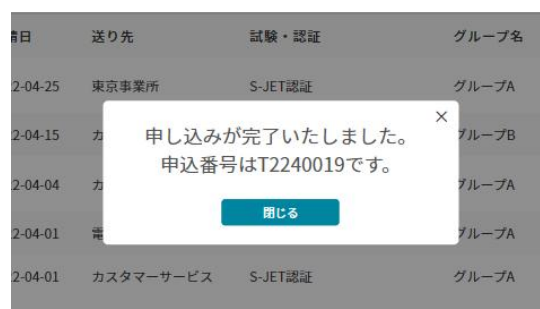 請日 送り先 試験・認証 グループ名
2-04-25 東京事業所 S-JET認証 グループA
2-04-15 カ グループB
申し込みが完了いたしました。
申込番号はT2240019です。
2-04-04 カ グループA
閉じる
2-04-01 電 グループA
2-04-01 カスタマーサービス S-JET認証 グループA